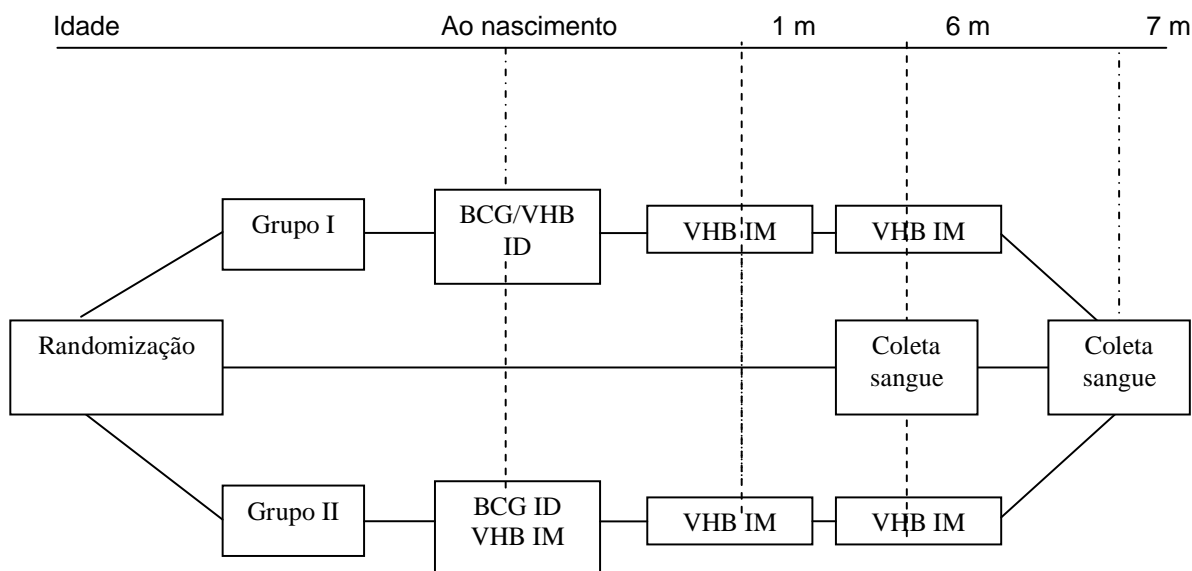 Idade Ao nascimento 1 m 6 m 7 m
Grupo I
BCG/VHB
ID
VHB IM
VHB IM
Randomização
Coleta
sangue
Coleta
sangue
Grupo II
BCG ID
VHB IM
VHB IM
VHB IM